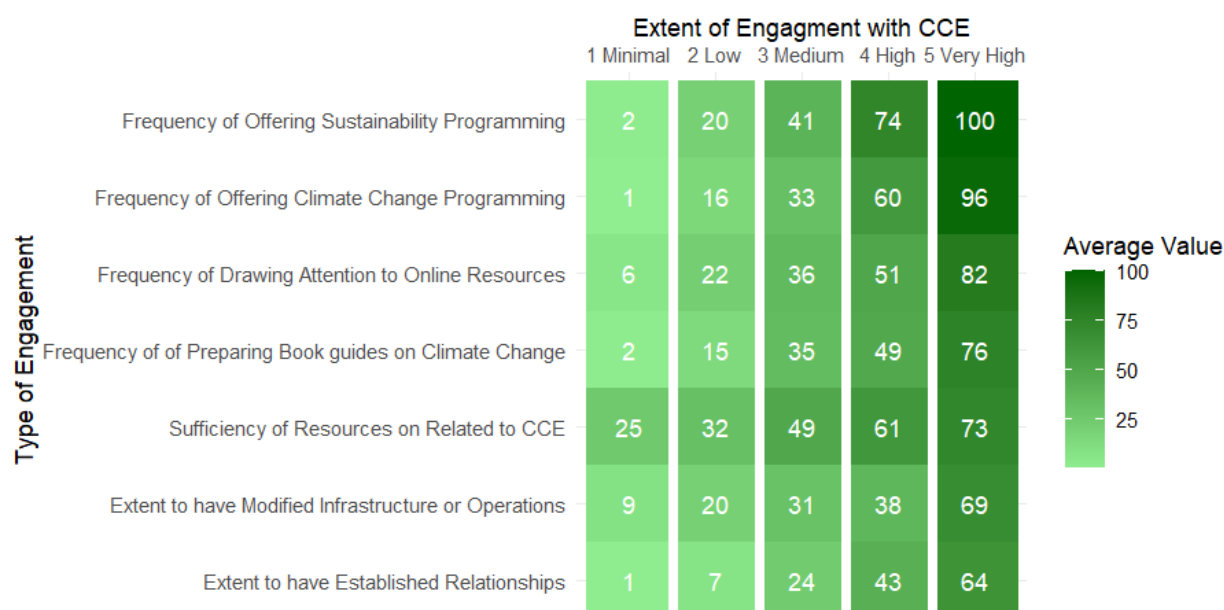 Extent of Engagment with CCE
1 Minimal 2 Low 3 Medium 4 High 5 Very High
Type of Engagement
Frequency of Offering Sustainability Programming 2 20 41 74 100
Frequency of Offering Climate Change Programming 1 16 33 60 96
Frequency of Drawing Attention to Online Resources 6 22 36 51 82
Frequency of of Preparing Book guides on Climate Change 2 15 35 49 76
Sufficiency of Resources on Related to CCE 25 32 49 61 73
Extent to have Modified Infrastructure or Operations 9 20 31 38 69
Extent to have Established Relationships 1 7 24 43 64
Average Value
100
75
50
25